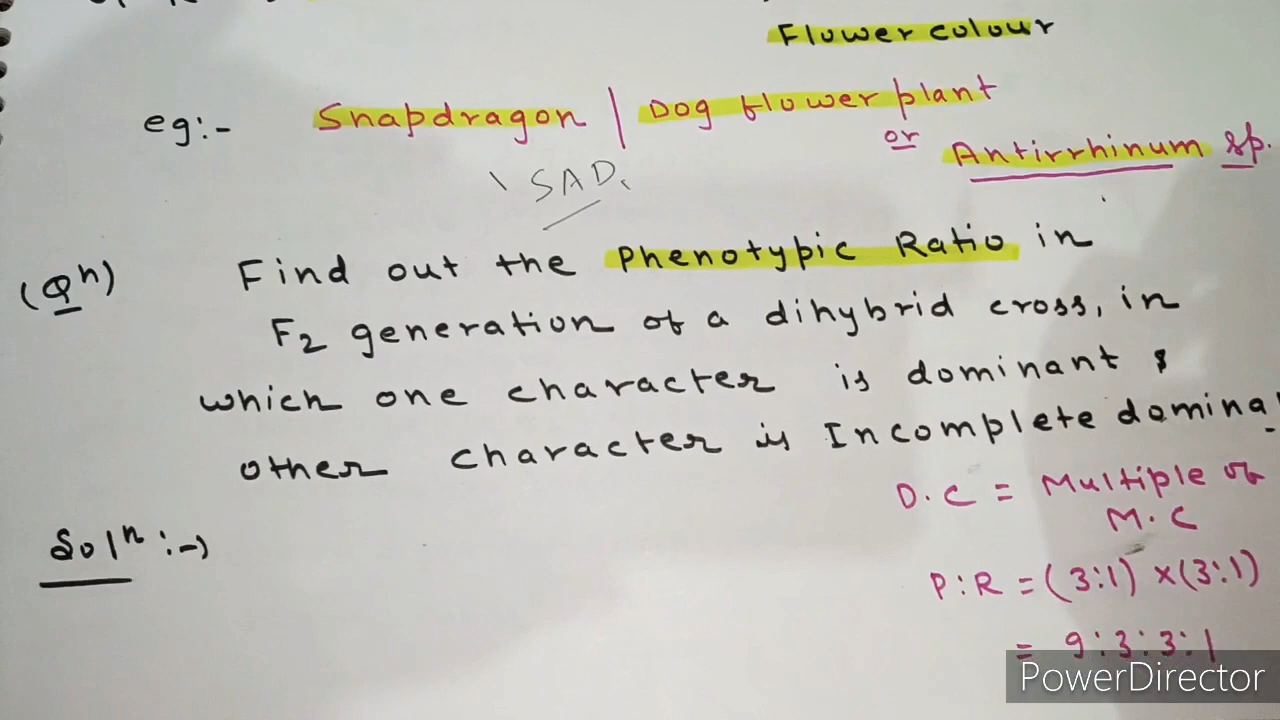 Flower colour
eg:- Snapdragon | Dog flower plant
or Antirrhinum sp.
SAD
(Qn) Find out the Phenotypic Ratio in
F2 generation of a dihybrid cross, in
which one character is dominant &
other character is Incomplete domina
D.C = Multiple of
M.C
Soln :-)
P:R = (3:1) x (3:1)
= 9:3:3:1
PowerDirector